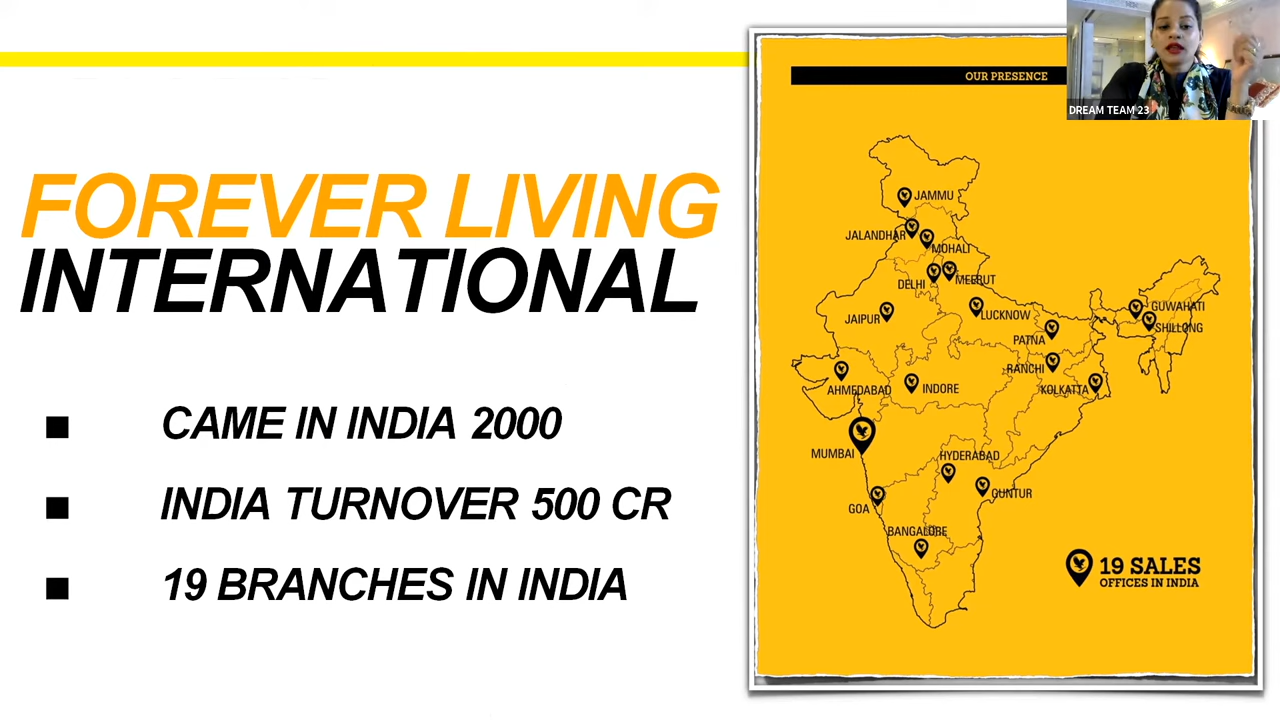 OUR PRESENCE
DREAM TEAM 23
FOREVER LIVING
INTERNATIONAL
■ CAME IN INDIA 2000
■ INDIA TURNOVER 500 CR
■ 19 BRANCHES IN INDIA
JAMMU
JALANDHAR
MOHALI
DELHI
MEERUT
JAIPUR
LUCKNOW
GUWAHATI
SHILLONG
PATNA
RANCHI
AHMEDABAD
INDORE
KOLKATTA
MUMBAI
HYDERABAD
GUNTUR
GOA
BANGALORE
19 SALES
OFFICES IN INDIA